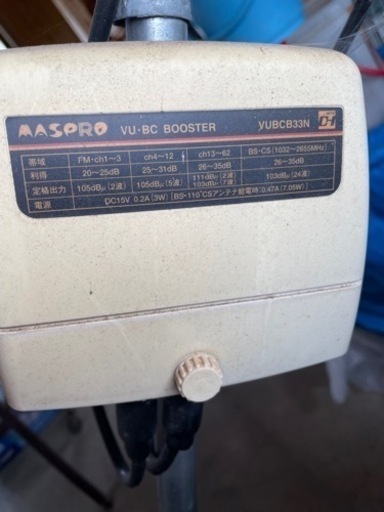 MASPRO VU·BC BOOSTER VUBCB33N DH
帯域 FM·ch1~3 ch4~12 ch13~62 BS·CS(1032~2655MHz)
利得 20~25dB 25~31dB 26~35dB 26~35dB
定格出力 105dBμ(2波) 105dBμ(5波) 111dBμ(2波) 103dBμ(7波) 103dBμ(24波)
電源 DC15V 0.2A(3W) [BS·110°CSアンテナ給電時:0.47A(7.05W)]